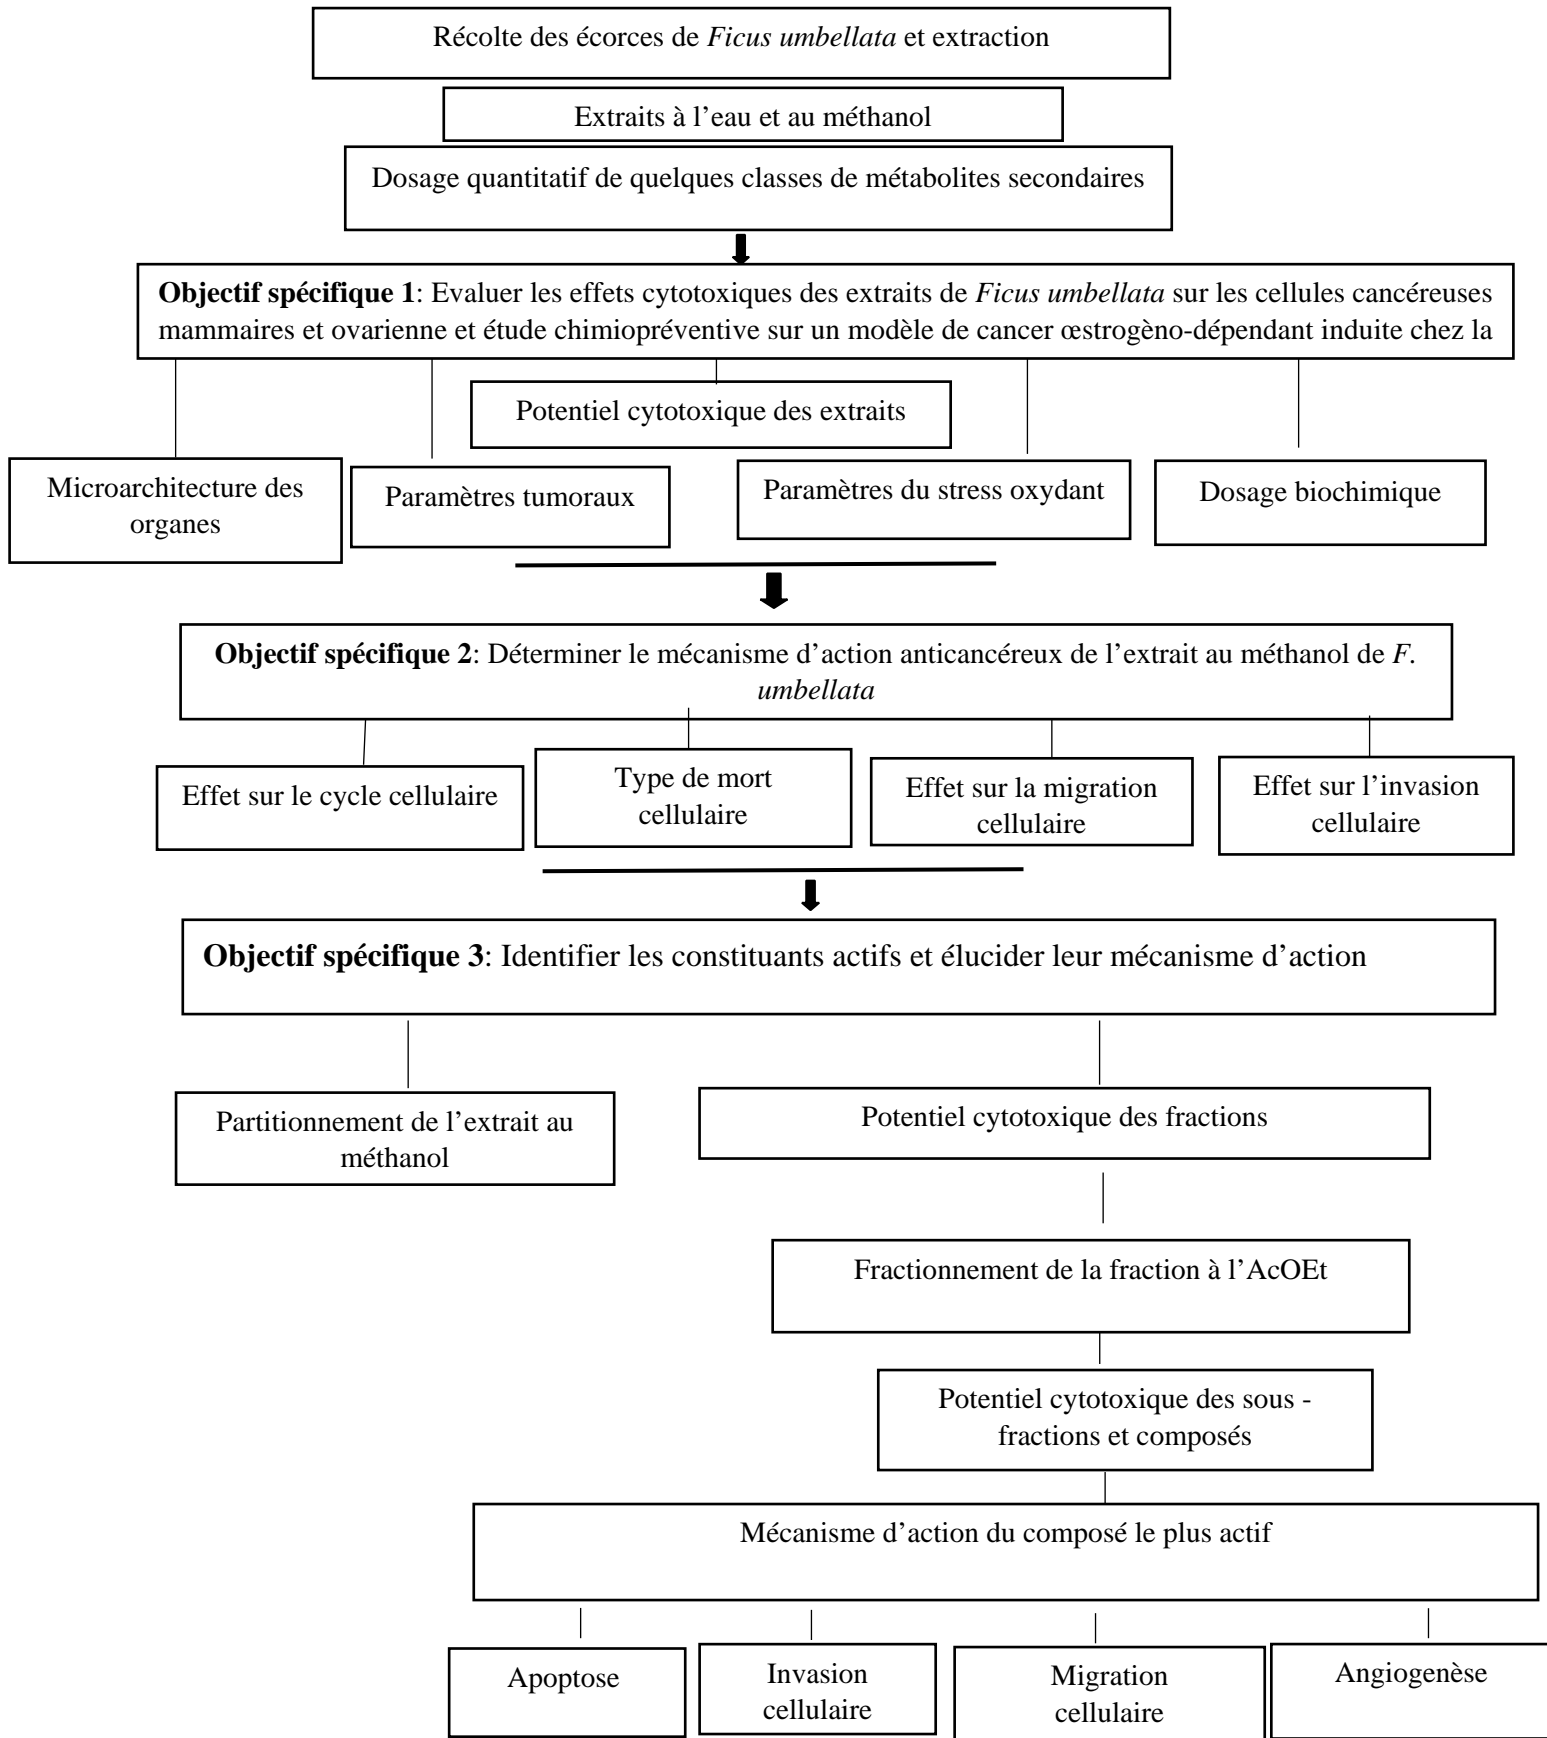 Récolte des écorces de Ficus umbellata et extraction
Extraits à l’eau et au méthanol
Dosage quantitatif de quelques classes de métabolites secondaires
Objectif spécifique 1: Evaluer les effets cytotoxiques des extraits de Ficus umbellata sur les cellules cancéreuses
mammaires et ovarienne et étude chimiopréventive sur un modèle de cancer œstrogèno-dépendant induite chez la
Potentiel cytotoxique des extraits
Microarchitecture des
organes
Paramètres tumoraux
Paramètres du stress oxydant
Dosage biochimique
Objectif spécifique 2: Déterminer le mécanisme d’action anticancéreux de l’extrait au méthanol de F.
umbellata
Effet sur le cycle cellulaire
Type de mort
cellulaire
Effet sur la migration
cellulaire
Effet sur l’invasion
cellulaire
Objectif spécifique 3: Identifier les constituants actifs et élucider leur mécanisme d’action
Partitionnement de l’extrait au
méthanol
Potentiel cytotoxique des fractions
Fractionnement de la fraction à l’AcOEt
Potentiel cytotoxique des sous -
fractions et composés
Mécanisme d’action du composé le plus actif
Apoptose
Invasion
cellulaire
Migration
cellulaire
Angiogenèse